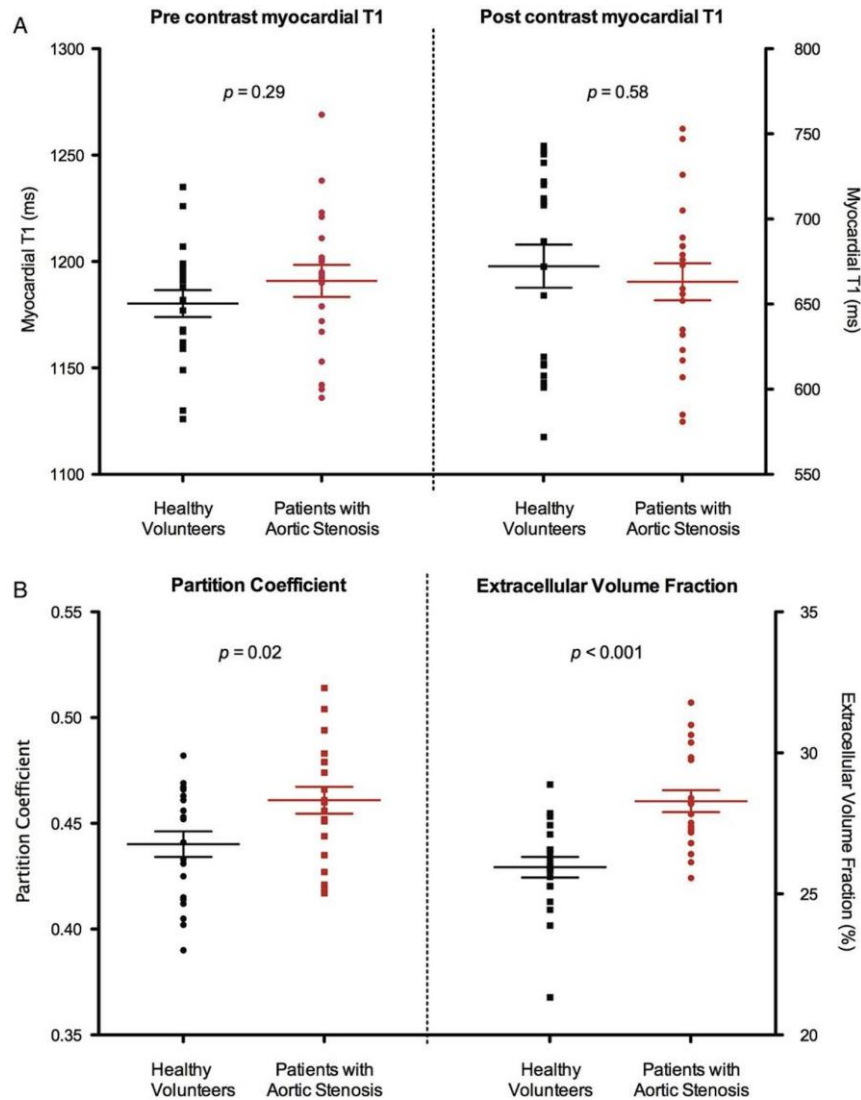 A
Pre contrast myocardial T1
Post contrast myocardial T1
1300
1250
1200
1150
1100
Myocardial T1 (ms)
p = 0.29
p = 0.58
800
750
700
650
600
550
Myocardial T1 (ms)
Healthy
Volunteers
Patients with
Aortic Stenosis
Healthy
Volunteers
Patients with
Aortic Stenosis
B
Partition Coefficient
Extracellular Volume Fraction
0.55
0.50
0.45
0.40
0.35
Partition Coefficient
p = 0.02
p < 0.001
35
30
25
20
Extracellular Volume Fraction (%)
Healthy
Volunteers
Patients with
Aortic Stenosis
Healthy
Volunteers
Patients with
Aortic Stenosis